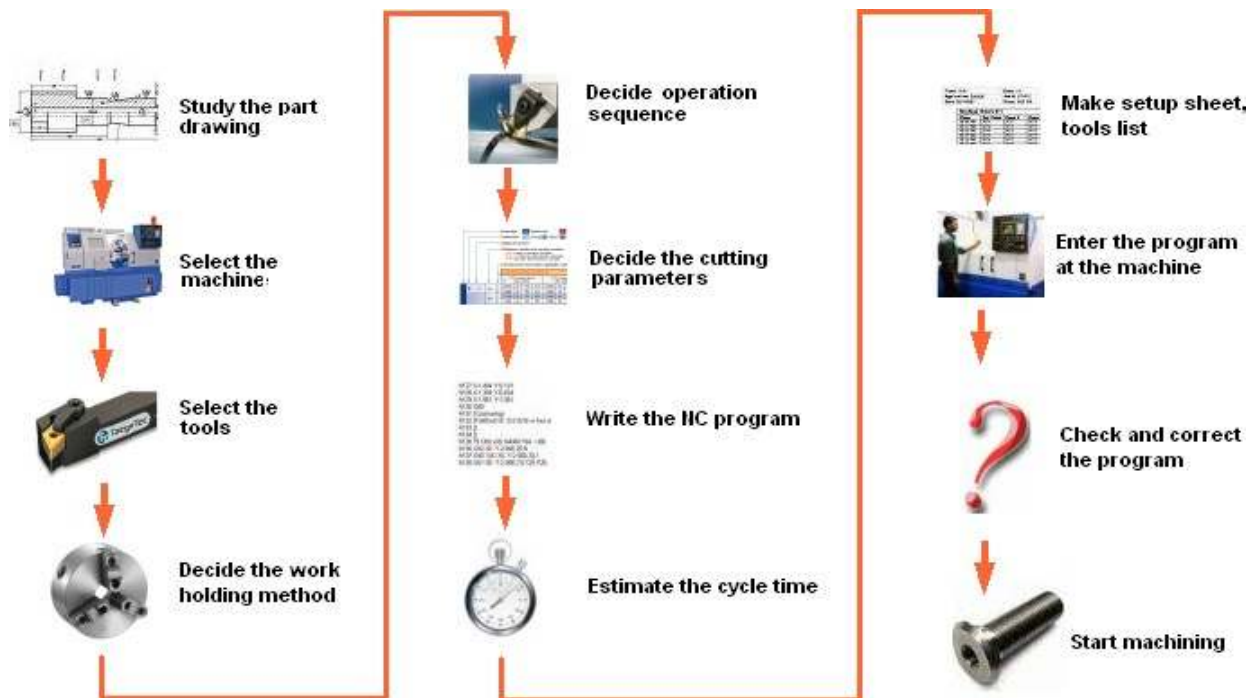 Study the part
drawing
Select the
machine
Select the
tools
Decide the work
holding method
Decide operation
sequence
Decide the cutting
parameters
Write the NC program
Estimate the cycle time
Make setup sheet,
tools list
Enter the program
at the machine
Check and correct
the program
Start machining